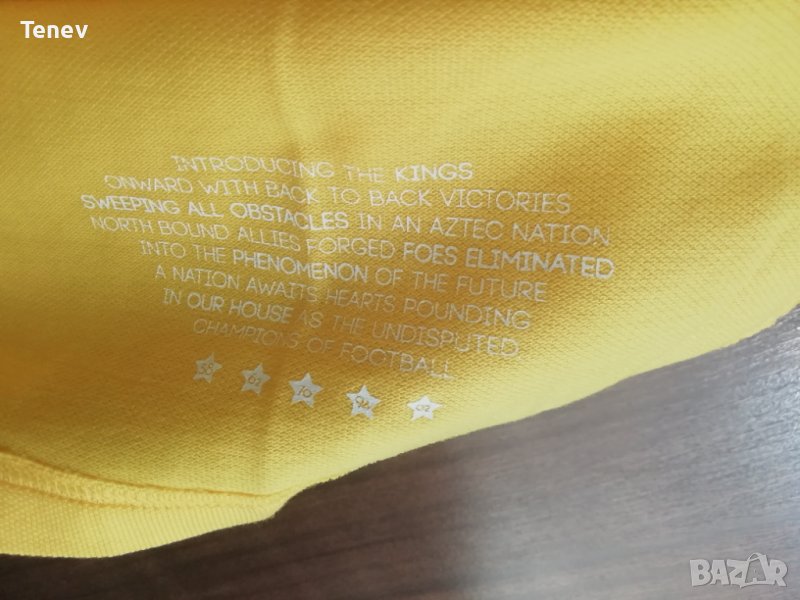 Tenev
INTRODUCING THE KINGS
ONWARD WITH BACK TO BACK VICTORIES
SWEEPING ALL OBSTACLES IN AN AZTEC NATION
NORTH BOUND ALLIES FORGED FOES ELIMINATED
INTO THE PHENOMENON OF THE FUTURE
A NATION AWAITS HEARTS POUNDING
IN OUR HOUSE AS THE UNDISPUTED
CHAMPIONS OF FOOTBALL
58 62 70 94 02
BAZAR